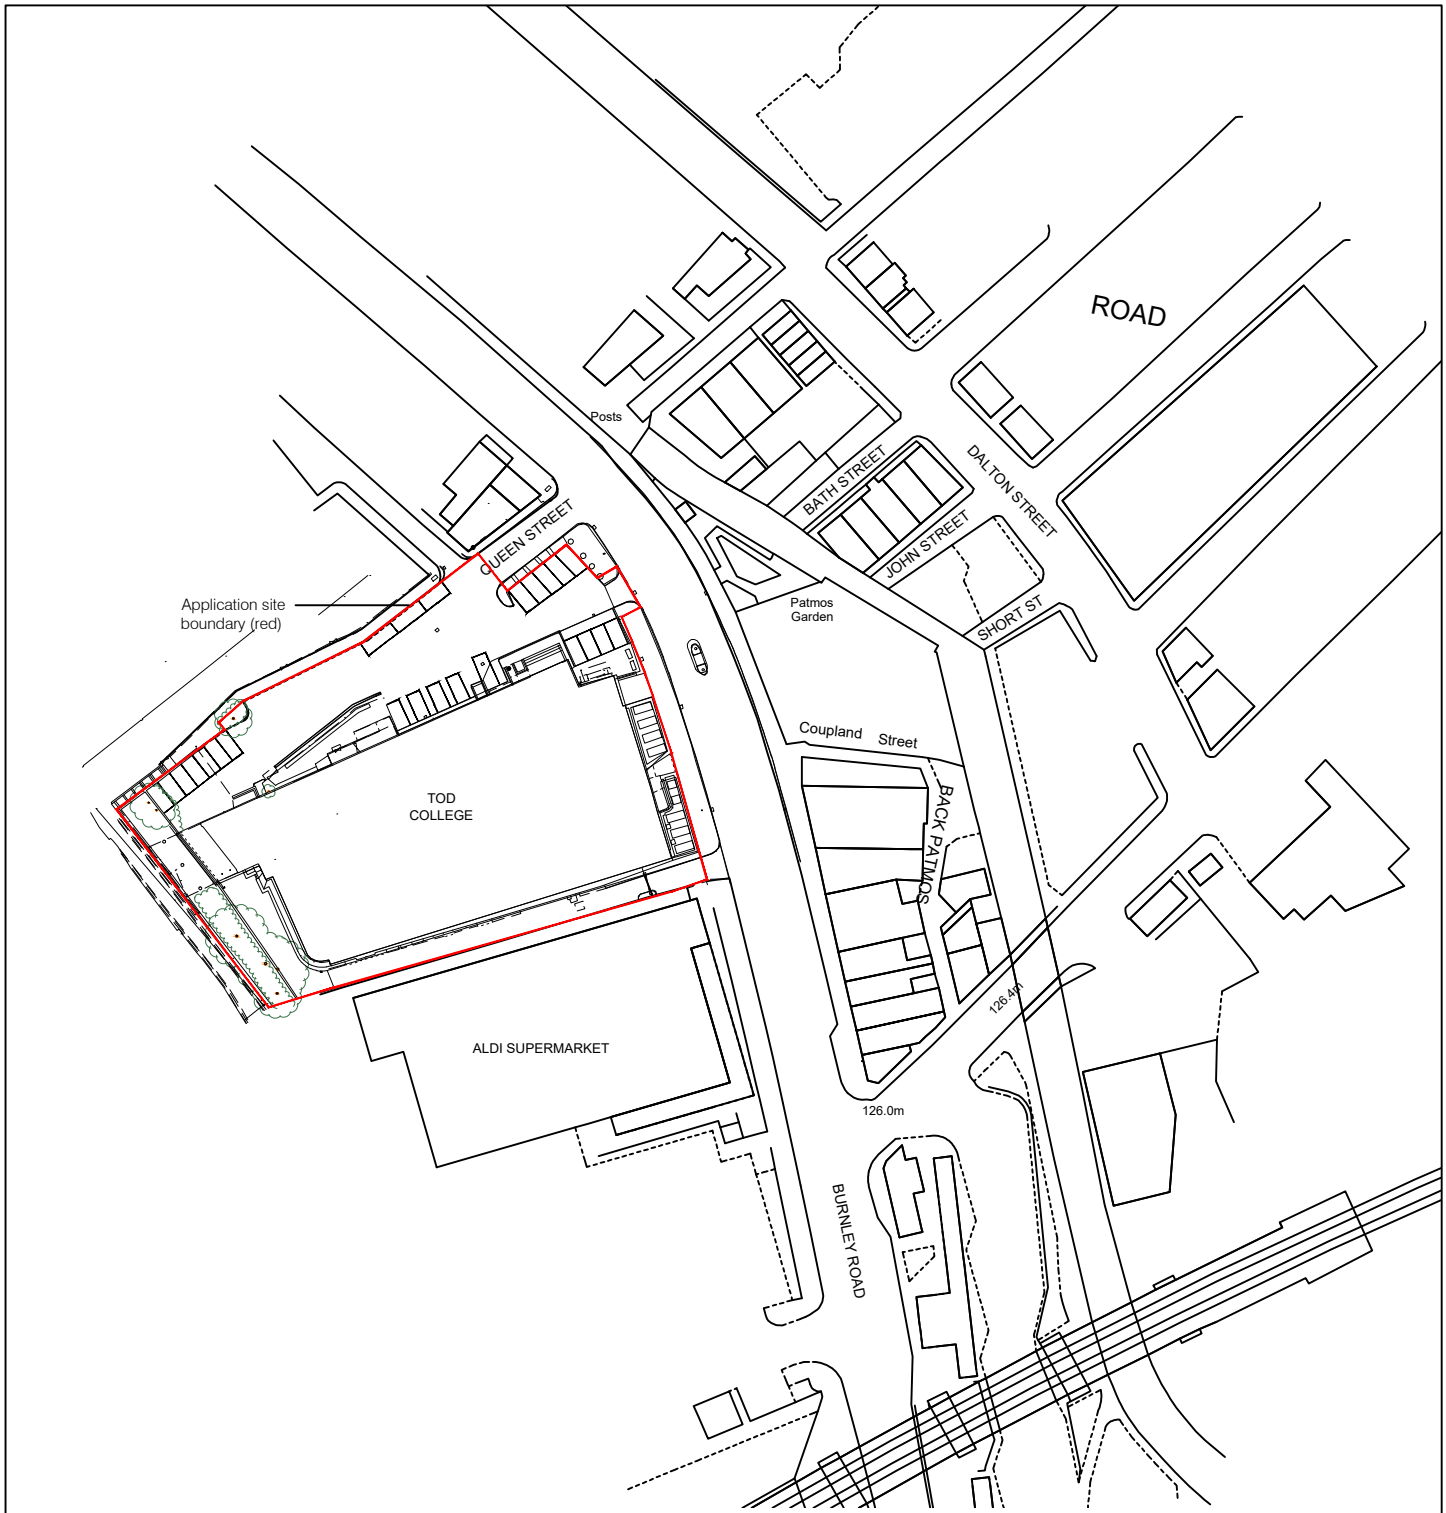 ROAD
Posts
BATH STREET
DALTON STREET
UEEN STREET
JOHN STREET
Application site
boundary (red)
Patmos
Garden
SHORT ST
Coupland Street
TOD
COLLEGE
BACK PATMOS
126.4m
ALDI SUPERMARKET
126.0m
BURNLEY ROAD